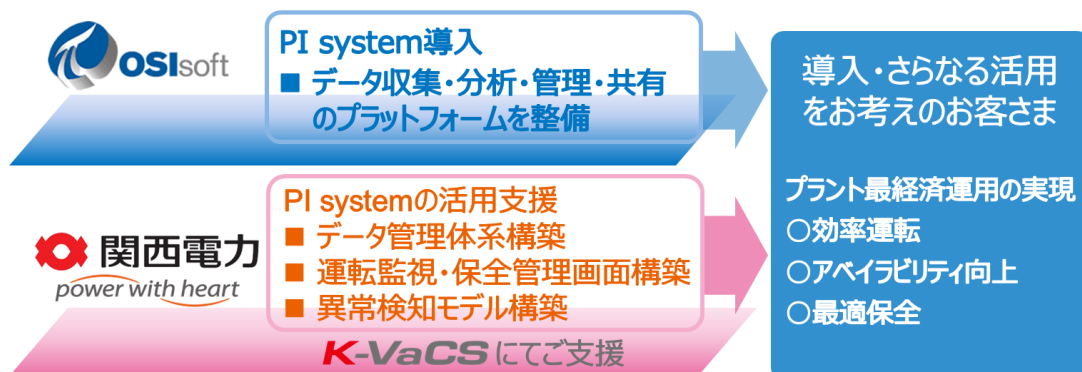 OSIsoft
PI system導入
■ データ収集・分析・管理・共有
のプラットフォームを整備
関西電力
power with heart
PI systemの活用支援
■ データ管理体系構築
■ 運転監視・保全管理画面構築
■ 異常検知モデル構築
K-VaCSにてご支援
導入・さらなる活用
をお考えのお客さま
プラント最経済運用の実現
○効率運転
○アベイラビリティ向上
○最適保全